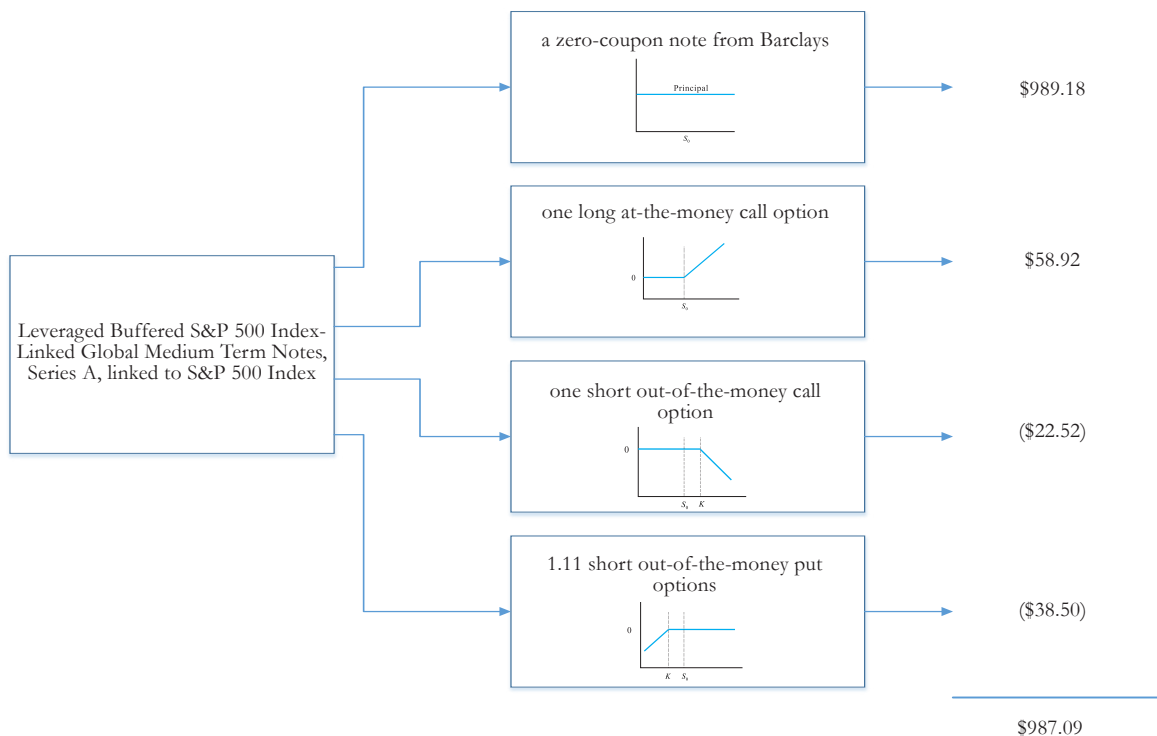 a zero-coupon note from Barclays
Principal
S₀
$989.18
one long at-the-money call option
0
S₀
$58.92
Leveraged Buffered S&P 500 Index-
Linked Global Medium Term Notes,
Series A, linked to S&P 500 Index
one short out-of-the-money call
option
0
S₀ K
($22.52)
1.11 short out-of-the-money put
options
0
K S₀
($38.50)
$987.09